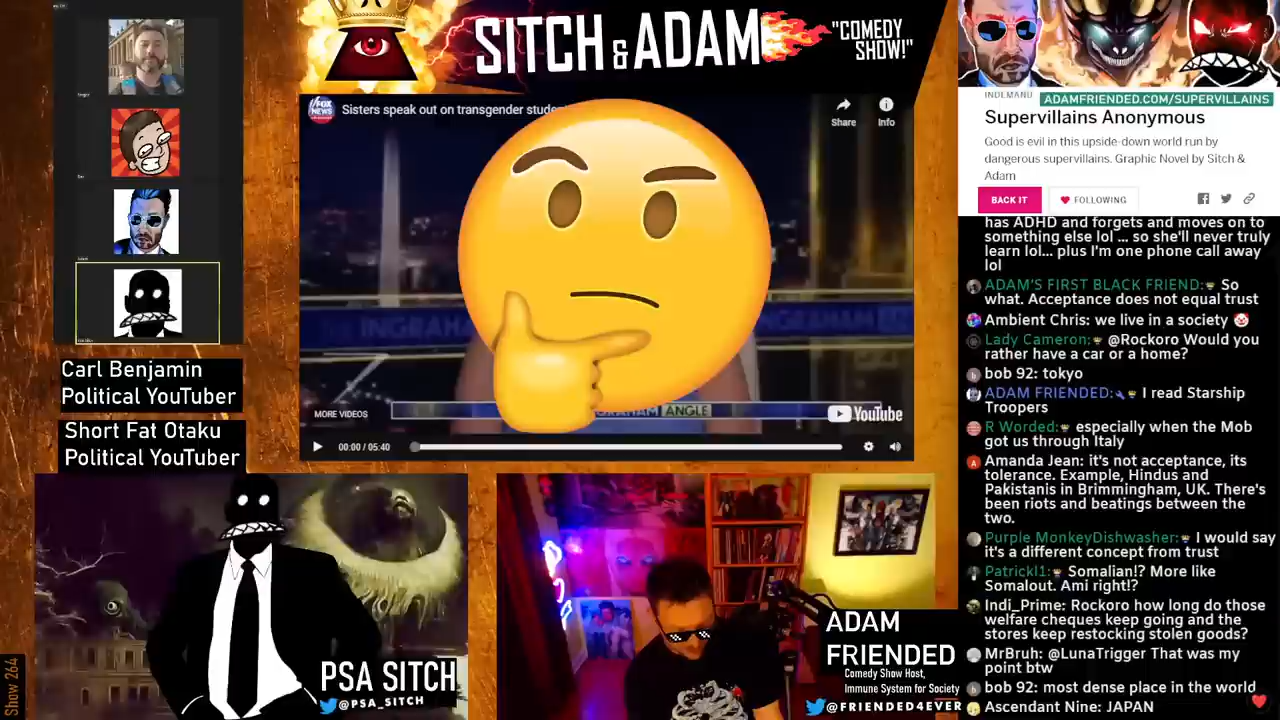 SITCH & ADAM
"COMEDY
SHOW!"
FOX
NEWS
Sisters speak out on transgender stude
Share
Info
INGRAHAM
INGRAHAM
INGRAHAM ANGLE
MORE VIDEOS
YouTube
00:00 / 05:40
Carl Benjamin
Political YouTuber
Short Fat Otaku
Political YouTuber
PSA SITCH
@PSA_SITCH
Show 264
ADAM
FRIENDED
Comedy Show Host,
Immune System for Society
@FRIENDED4EVER
INDEMAND
ADAMFRIENDED.COM/SUPERVILLAINS
Supervillains Anonymous
Good is evil in this upside-down world run by
dangerous supervillains. Graphic Novel by Sitch &
Adam
BACK IT
FOLLOWING
has ADHD and forgets and moves on to
something else lol ... so she'll never truly
learn lol... plus I'm one phone call away
lol
ADAM'S FIRST BLACK FRIEND: So
what. Acceptance does not equal trust
Ambient Chris: we live in a society 🤡
Lady Cameron: @Rockoro Would you
rather have a car or a home?
bob 92: tokyo
ADAM FRIENDED: I read Starship
Troopers
R Worded: especially when the Mob
got us through Italy
Amanda Jean: it's not acceptance, its
tolerance. Example, Hindus and
Pakistanis in Brimmingham, UK. There's
been riots and beatings between the
two.
Purple MonkeyDishwasher: I would say
it's a different concept from trust
Patrickl1: Somalian!? More like
Somalout. Ami right!?
Indi_Prime: Rockoro how long do those
welfare cheques keep going and the
stores keep restocking stolen goods?
MrBruh: @LunaTrigger That was my
point btw
bob 92: most dense place in the world
Ascendant Nine: JAPAN